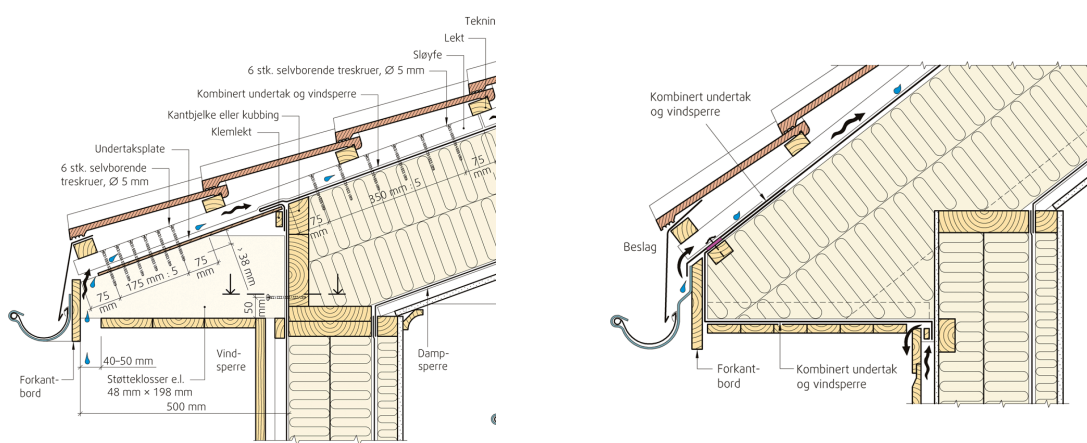 Teknin
Lekt
Sløyfe
6 stk. selvborende treskruer, Ø 5 mm
Kombinert undertak og vindsperre
Kantbjelke eller kubbing
Klemlekt
Undertaksplate
6 stk. selvborende
treskruer, Ø 5 mm
75
mm
350 mm : 5
75
mm
75
mm
175 mm : 5
75
mm
38 mm
50
mm
40–50 mm
Forkant-
bord
Støtteklosser e.l.
48 mm × 198 mm
Vind-
sperre
Damp-
sperre
500 mm
Kombinert undertak
og vindsperre
Beslag
Forkant-
bord
Kombinert undertak
og vindsperre